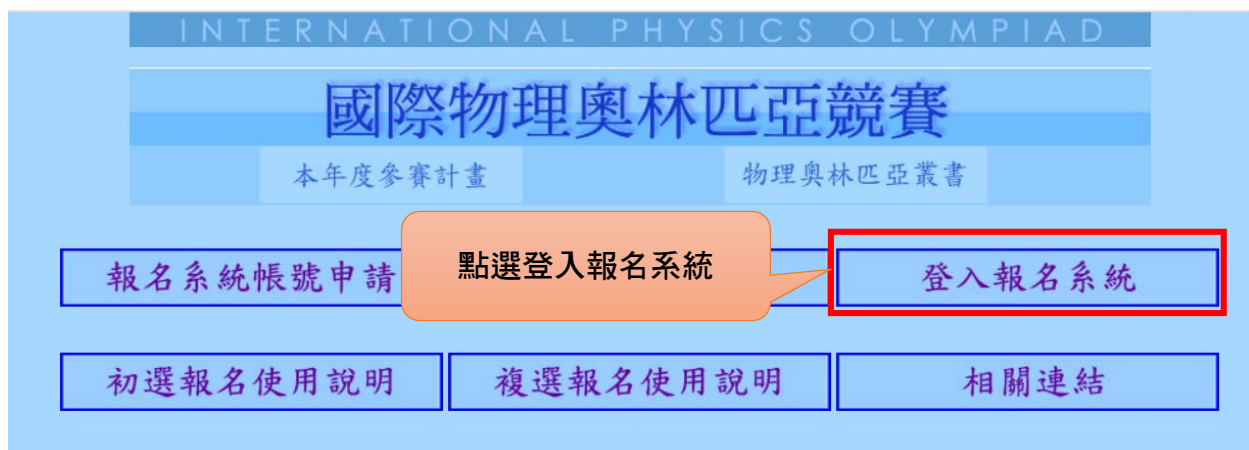 INTERNATIONAL PHYSICS OLYMPIAD
國際物理奧林匹亞競賽
本年度參賽計畫 物理奧林匹亞叢書
報名系統帳號申請 點選登入報名系統 登入報名系統
初選報名使用說明 複選報名使用說明 相關連結